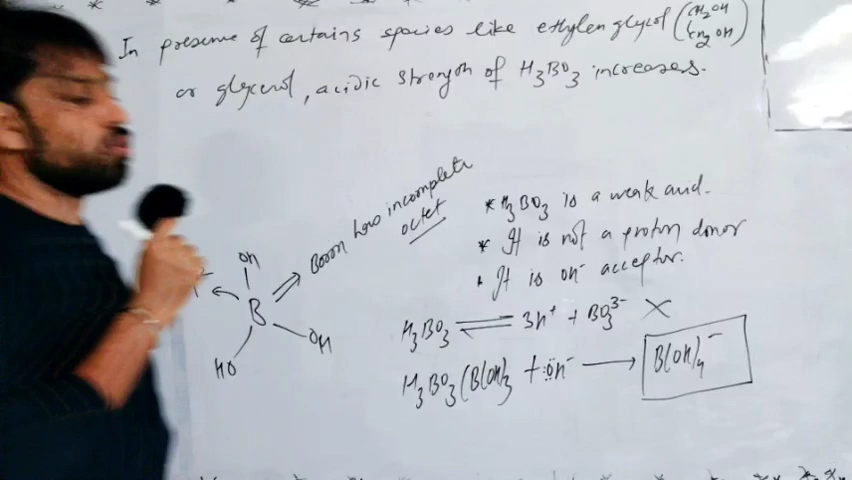 In presence of certains species like ethylen glycol (CH₂OH
CH₂OH)
or glycerol, acidic strength of H₃BO₃ increases.
Boron has incomplete
octet
* H₃BO₃ is a weak acid.
* It is not a proton donor
* It is OH⁻ acceptor.
OH
B
OH
HO
H₃BO₃ ⇌ 3H⁺ + BO₃³⁻ ×
H₃BO₃ (B(OH)₃ + :ÖH⁻ → B(OH)₄⁻